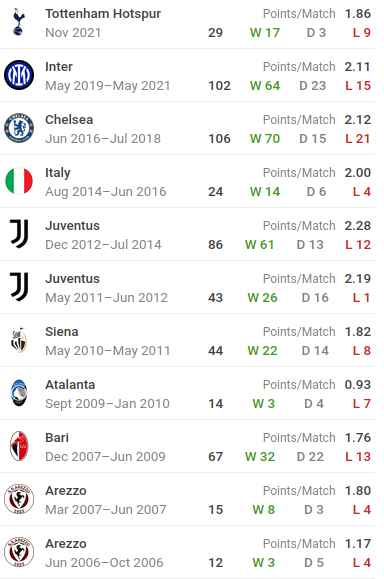 Tottenham Hotspur Points/Match 1.86
Nov 2021 29 W 17 D 3 L 9
Inter Points/Match 2.11
May 2019–May 2021 102 W 64 D 23 L 15
Chelsea Points/Match 2.12
Jun 2016–Jul 2018 106 W 70 D 15 L 21
Italy Points/Match 2.00
Aug 2014–Jun 2016 24 W 14 D 6 L 4
Juventus Points/Match 2.28
Dec 2012–Jul 2014 86 W 61 D 13 L 12
Juventus Points/Match 2.19
May 2011–Jun 2012 43 W 26 D 16 L 1
Siena Points/Match 1.82
May 2010–May 2011 44 W 22 D 14 L 8
Atalanta Points/Match 0.93
Sept 2009–Jan 2010 14 W 3 D 4 L 7
Bari Points/Match 1.76
Dec 2007–Jun 2009 67 W 32 D 22 L 13
Arezzo Points/Match 1.80
Mar 2007–Jun 2007 15 W 8 D 3 L 4
Arezzo Points/Match 1.17
Jun 2006–Oct 2006 12 W 3 D 5 L 4